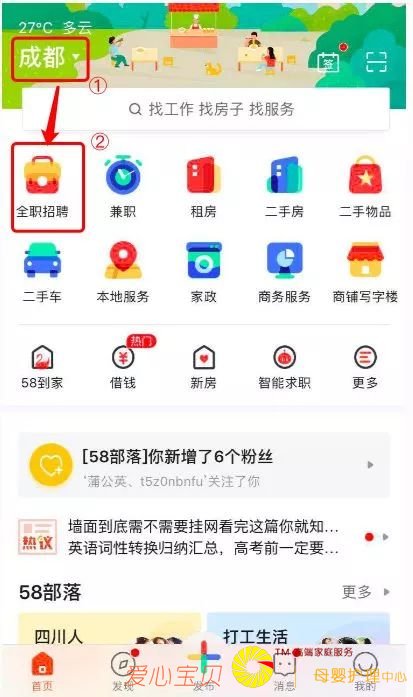 27°C 多云
成都
①
签
找工作 找房子 找服务
②
全职招聘 兼职 租房 二手房 二手物品
二手车 本地服务 家政 商务服务 商铺写字楼
热门
58到家 借钱 新房 智能求职 更多
[58部落]你新增了6个粉丝
‘蒲公英、t5z0nbnfu’关注了你
热议
墙面到底需不需要挂网看完这篇你就知…
英语词性转换归纳汇总，高考前一定要…
58部落
更多
四川人
打工生活
首页 发现 发布 消息 我的
爱心宝贝
TM 高端家庭服务
母婴护理中心